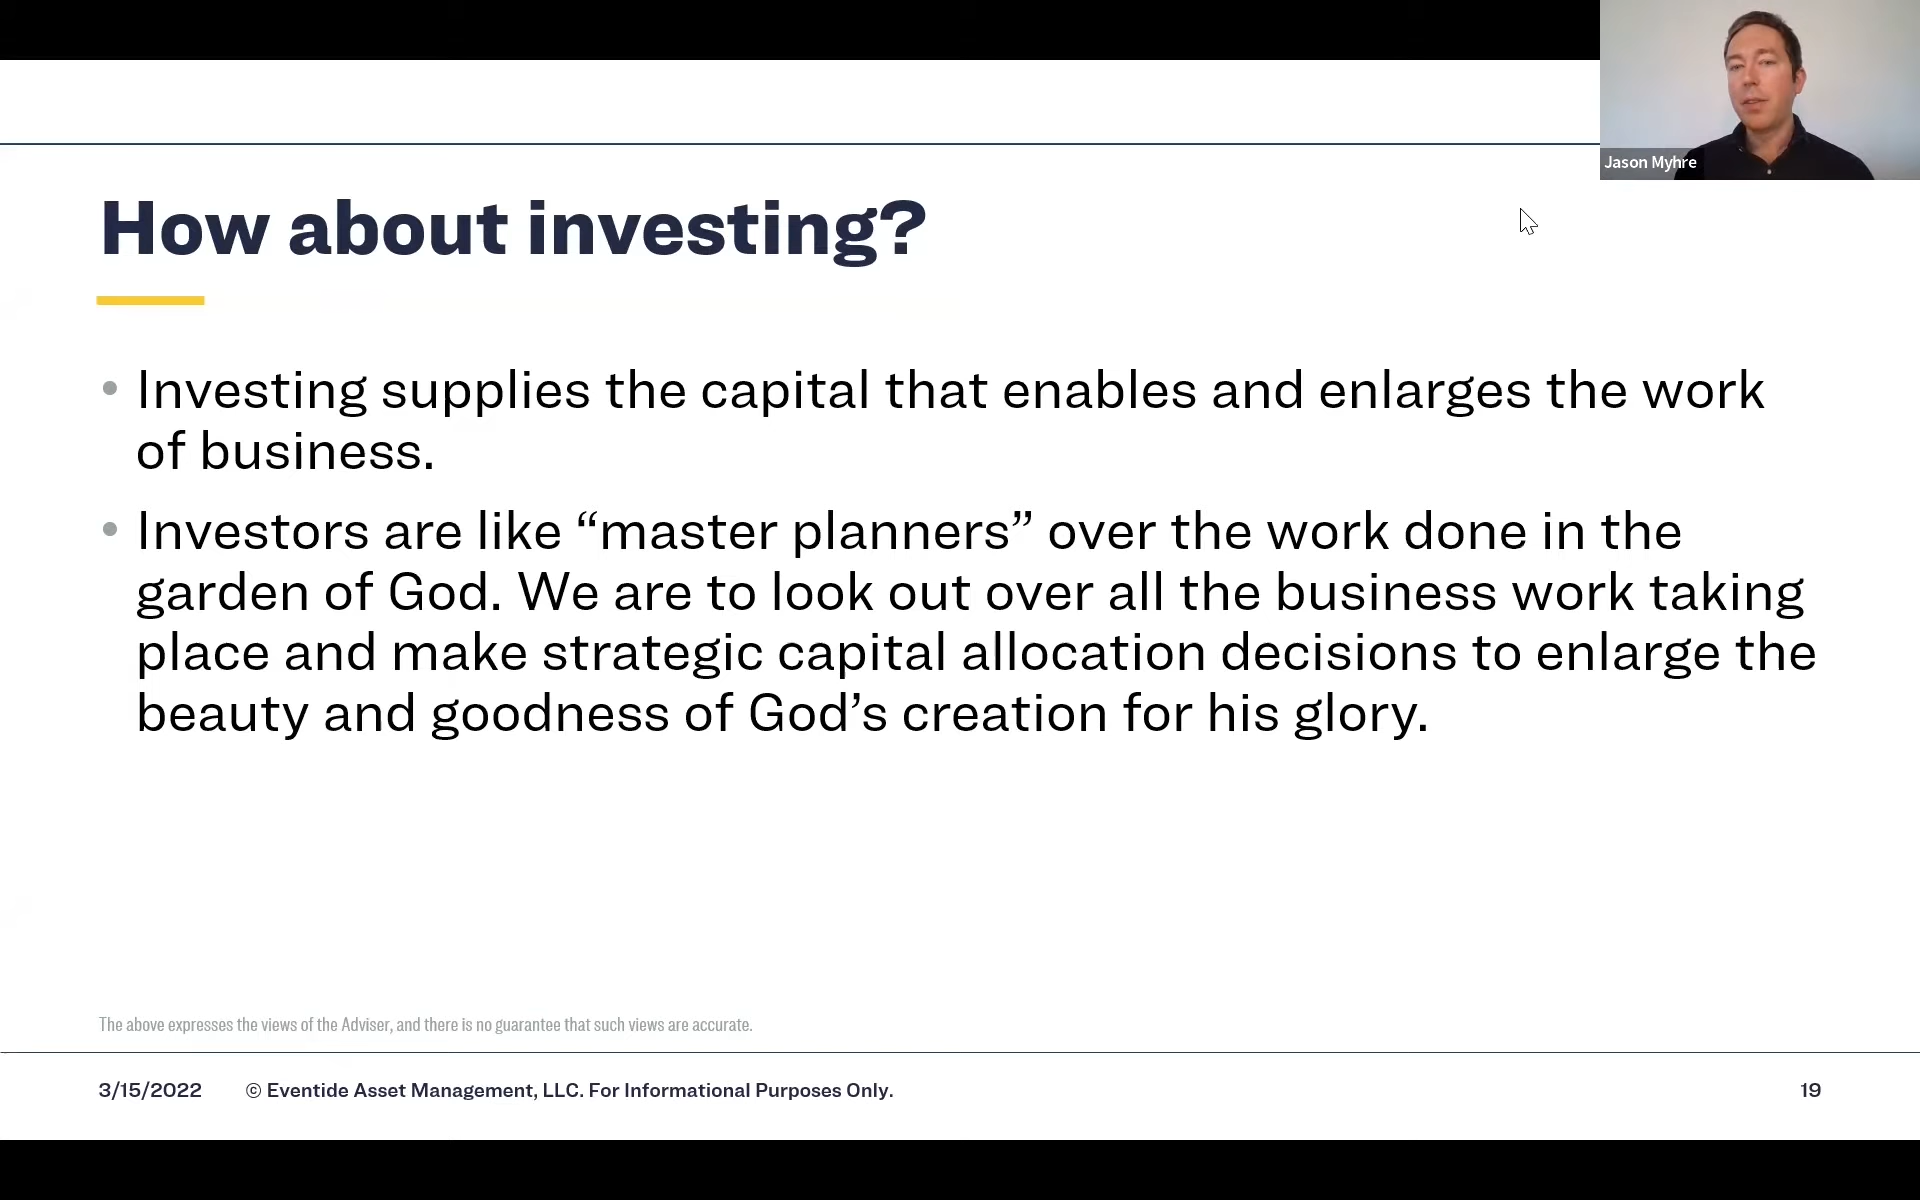 Jason Myhre
How about investing?
• Investing supplies the capital that enables and enlarges the work
of business.
• Investors are like “master planners” over the work done in the
garden of God. We are to look out over all the business work taking
place and make strategic capital allocation decisions to enlarge the
beauty and goodness of God’s creation for his glory.
The above expresses the views of the Adviser, and there is no guarantee that such views are accurate.
3/15/2022 © Eventide Asset Management, LLC. For Informational Purposes Only. 19